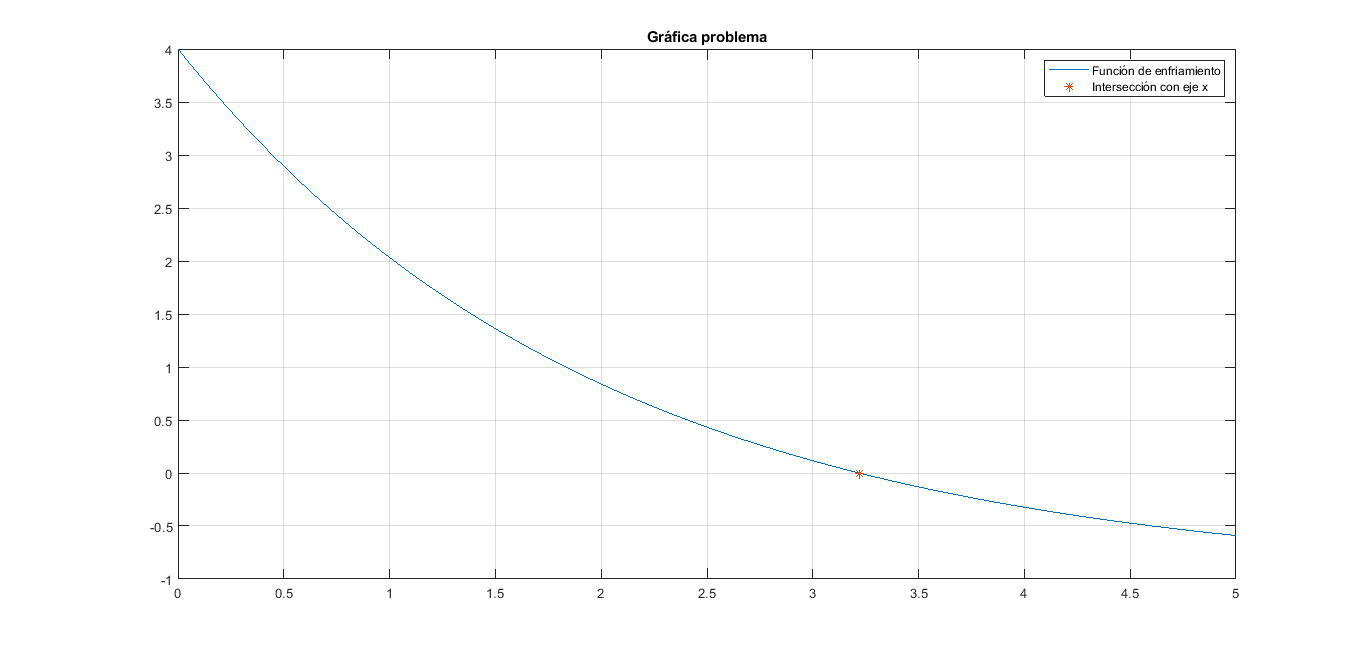 Gráfica problema
Función de enfriamiento
Intersección con eje x
4
3.5
3
2.5
2
1.5
1
0.5
0
-0.5
-1
0 0.5 1 1.5 2 2.5 3 3.5 4 4.5 5